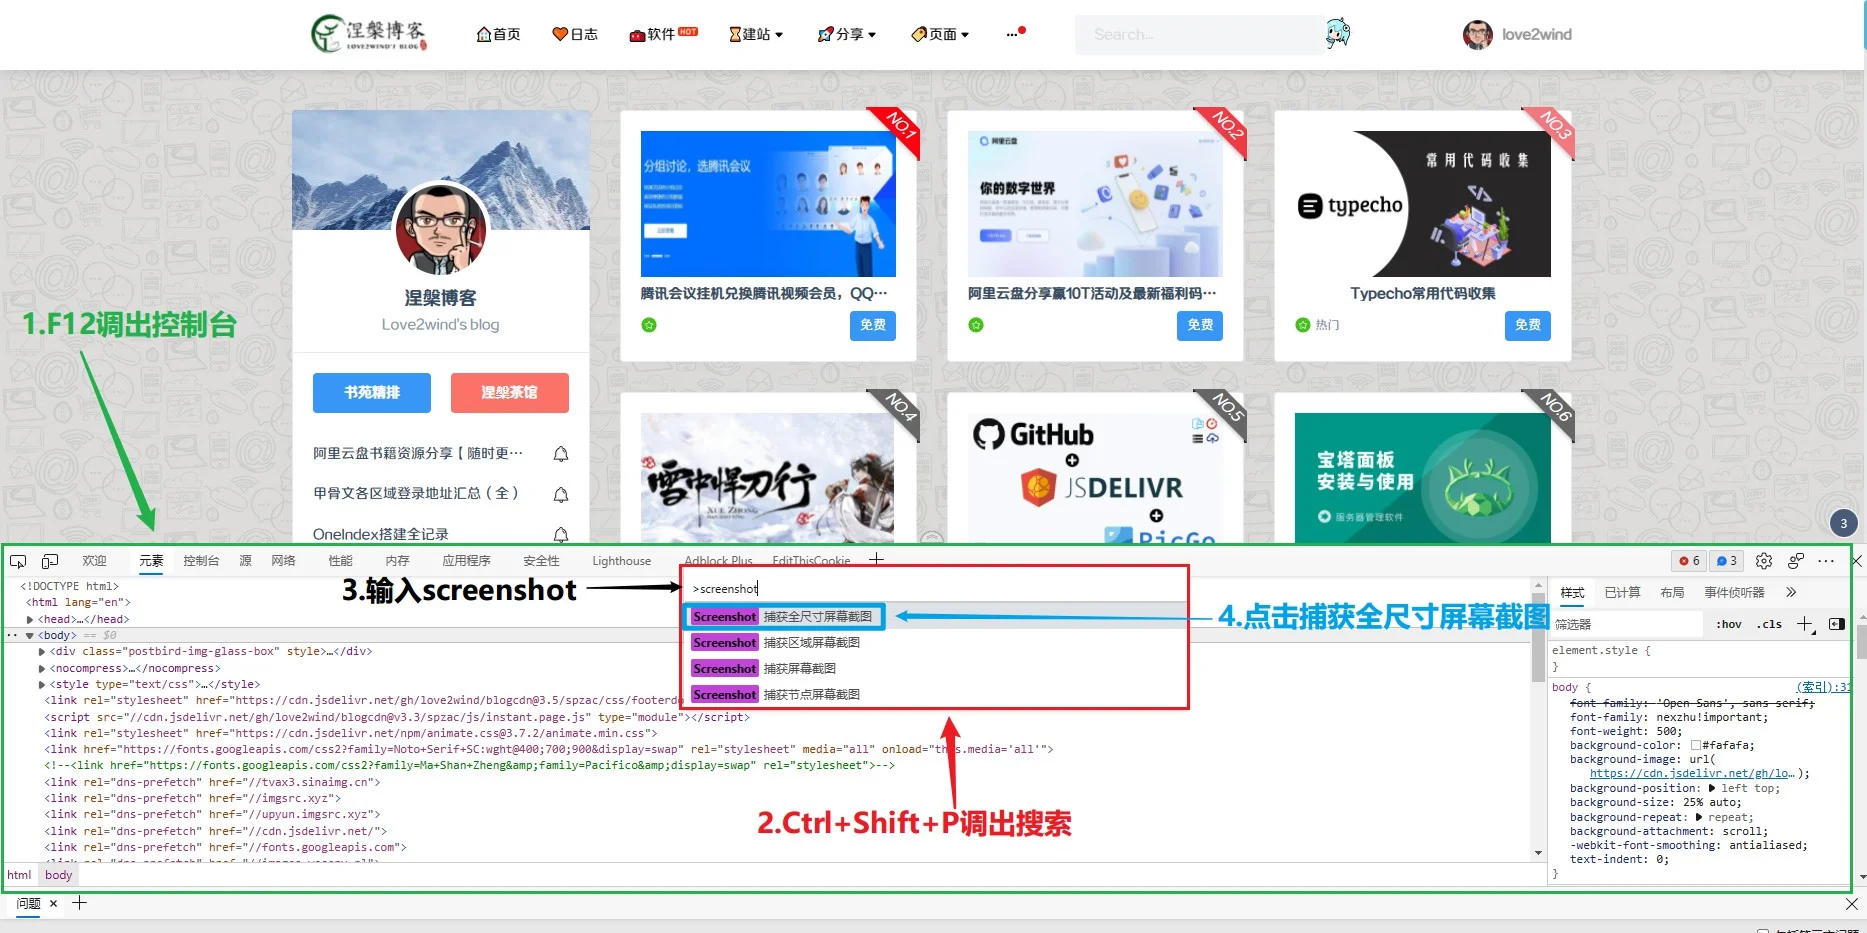 涅槃博客
LOVE2WIND'S BLOG
首页
日志
软件 HOT
建站
分享
页面
...
Search...
love2wind
涅槃博客
Love2wind's blog
书苑精排
涅槃茶馆
阿里云盘书籍资源分享【随时更···
甲骨文各区域登录地址汇总（全）
OneIndex搭建全记录
NO.1
分组讨论，选腾讯会议
腾讯会议挂机兑换腾讯视频会员，QQ···
免费
NO.2
阿里云盘
你的数字世界
阿里云盘分享赢10T活动及最新福利码···
免费
NO.3
常用代码收集
typecho
Typecho常用代码收集
热门
免费
NO.4
雪中悍刀行
XUE ZHONG
NO.5
GitHub
JSDELIVR
PicGo
NO.6
宝塔面板
安装与使用
服务器管理软件
3
1.F12调出控制台
欢迎 元素 控制台 源 网络 性能 内存 应用程序 安全性 Lighthouse Adblock Plus EditThisCookie
6 3
3.输入screenshot
>screenshot
Screenshot 捕获全尺寸屏幕截图
Screenshot 捕获区域屏幕截图
Screenshot 捕获屏幕截图
Screenshot 捕获节点屏幕截图
4.点击捕获全尺寸屏幕截图
2.Ctrl+Shift+P调出搜索
<!DOCTYPE html>
<html lang="en">
<head>…</head>
<body> == $0
<div class="postbird-img-glass-box" style>…</div>
<nocompress>…</nocompress>
<style type="text/css">…</style>
<link rel="stylesheet" href="https://cdn.jsdelivr.net/gh/love2wind/blogcdn@3.5/spzac/css/footerdo
<script src="//cdn.jsdelivr.net/gh/love2wind/blogcdn@v3.3/spzac/js/instant.page.js" type="module"></script>
<link rel="stylesheet" href="https://cdn.jsdelivr.net/npm/animate.css@3.7.2/animate.min.css">
<link href="https://fonts.googleapis.com/css2?family=Noto+Serif+SC:wght@400;700;900&display=swap" rel="stylesheet" media="all" onload="this.media='all'">
<!--<link href="https://fonts.googleapis.com/css2?family=Ma+Shan+Zheng&amp;family=Pacifico&amp;display=swap" rel="stylesheet">-->
<link rel="dns-prefetch" href="//tvax3.sinaimg.cn">
<link rel="dns-prefetch" href="//imgsrc.xyz">
<link rel="dns-prefetch" href="//upyun.imgsrc.xyz">
<link rel="dns-prefetch" href="//cdn.jsdelivr.net/">
<link rel="dns-prefetch" href="//fonts.googleapis.com">
html body
样式 已计算 布局 事件侦听器
筛选器 :hov .cls
element.style {
}
body { (索引):31
font-family: 'Open Sans', sans-serif;
font-family: nexzhu!important;
font-weight: 500;
background-color: #fafafa;
background-image: url(
https://cdn.jsdelivr.net/gh/lo…);
background-position: left top;
background-size: 25% auto;
background-repeat: repeat;
background-attachment: scroll;
-webkit-font-smoothing: antialiased;
text-indent: 0;
}
问题